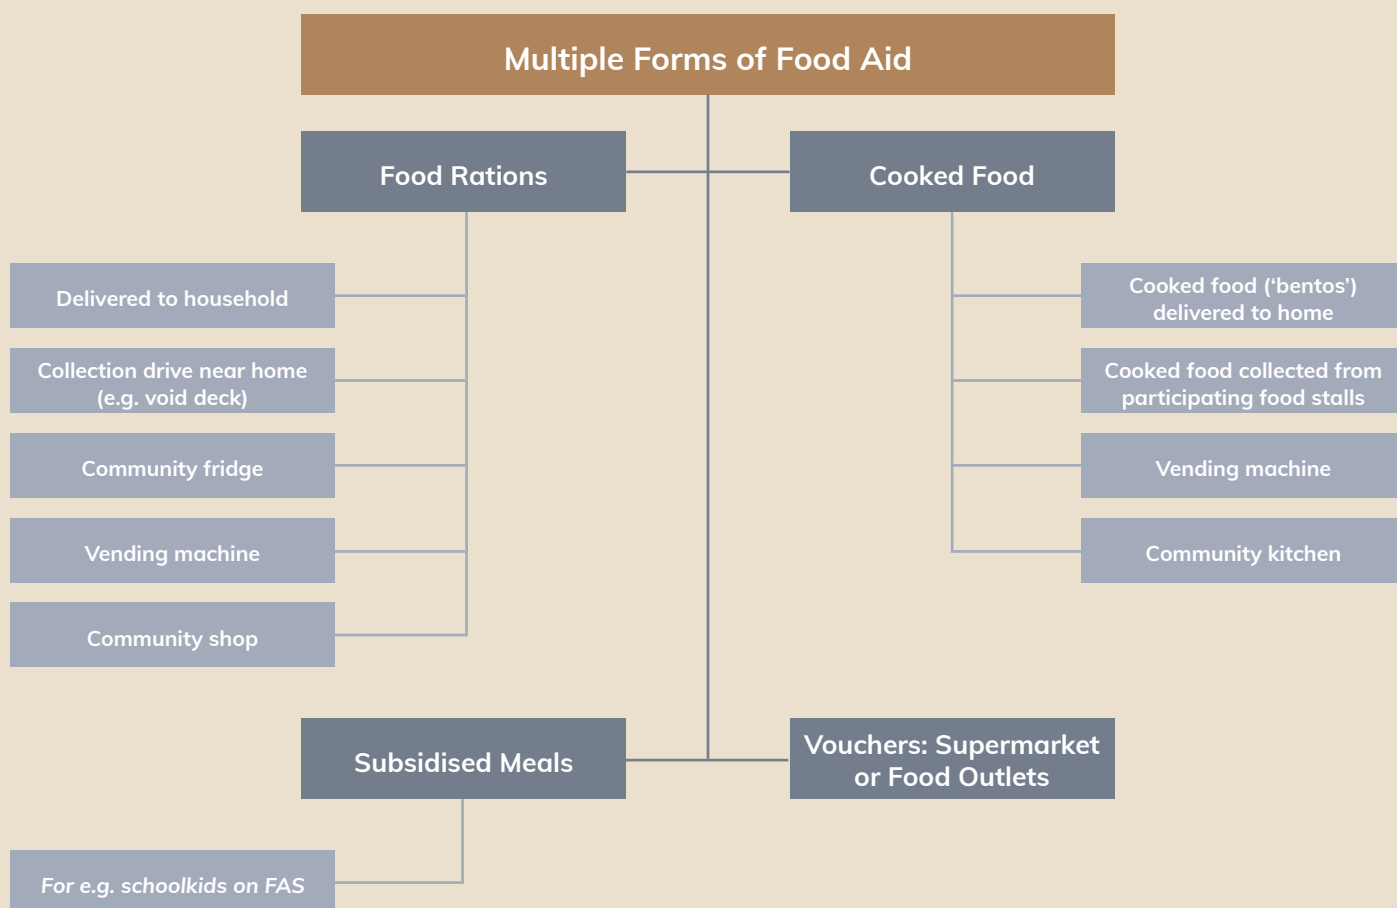 Multiple Forms of Food Aid
Food Rations
Delivered to household
Collection drive near home
(e.g. void deck)
Community fridge
Vending machine
Community shop
Cooked Food
Cooked food (‘bentos’)
delivered to home
Cooked food collected from
participating food stalls
Vending machine
Community kitchen
Subsidised Meals
For e.g. schoolkids on FAS
Vouchers: Supermarket
or Food Outlets